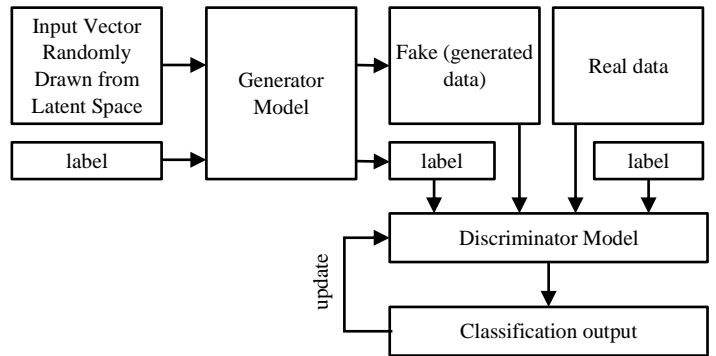 Input Vector
Randomly
Drawn from
Latent Space
Generator
Model
Fake (generated
data)
Real data
label
label
label
Discriminator Model
update
Classification output